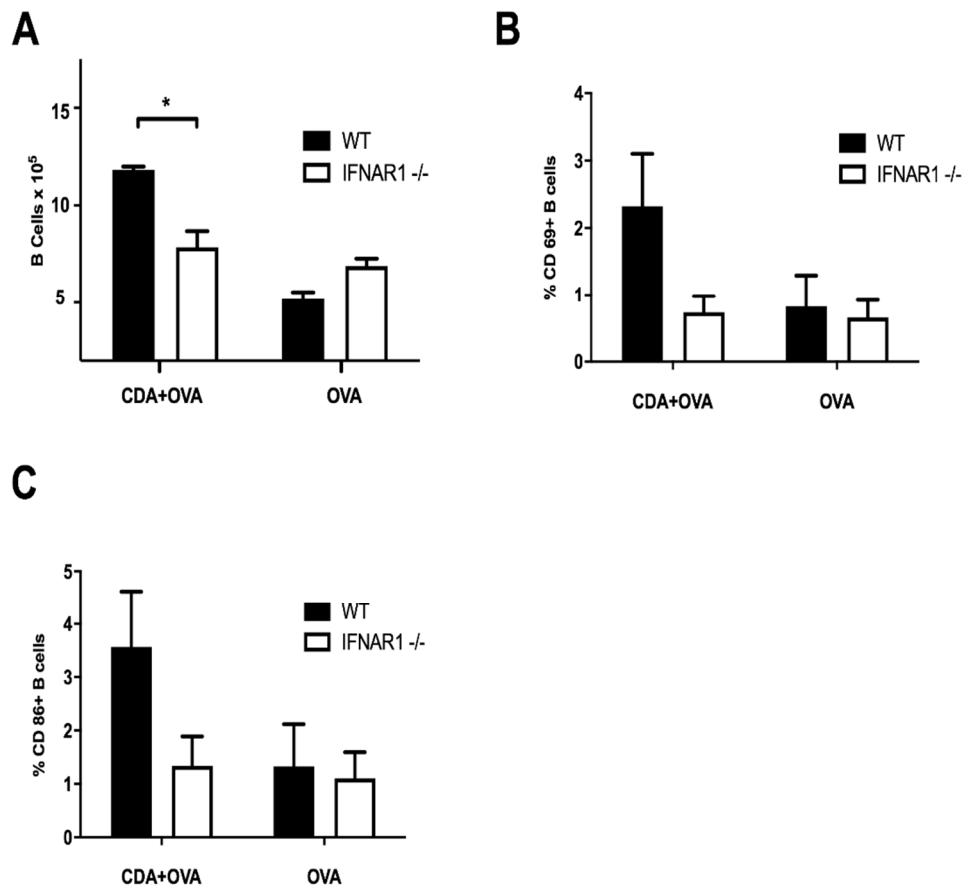 A
B Cells x 10⁵
15
10
5
*
WT
IFNAR1 -/-
CDA+OVA
OVA
B
% CD 69+ B cells
4
3
2
1
0
WT
IFNAR1 -/-
CDA+OVA
OVA
C
% CD 86+ B cells
5
4
3
2
1
0
WT
IFNAR1 -/-
CDA+OVA
OVA